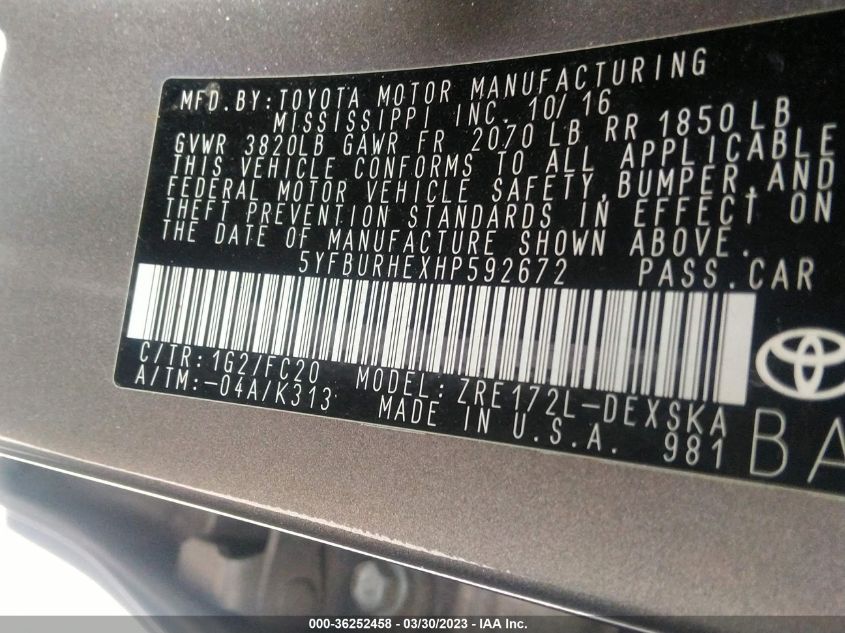 MFD.BY:TOYOTA MOTOR MANUFACTURING
MISSISSIPPI INC. 10/16
GVWR 3820LB GAWR FR 2070 LB RR 1850LB
THIS VEHICLE CONFORMS TO ALL APPLICABLE
FEDERAL MOTOR VEHICLE SAFETY,BUMPER,AND
THEFT PREVENTION STANDARDS IN EFFECT ON
THE DATE OF MANUFACTURE SHOWN ABOVE.
5YFBURHEXHP592672 PASS.CAR
C/TR:1G2/FC20 MODEL:ZRE172L-DEXSKA
A/TM:-04A/K313 MADE IN U.S.A. 981
BA
000-36252458 - 03/30/2023 - IAA Inc.